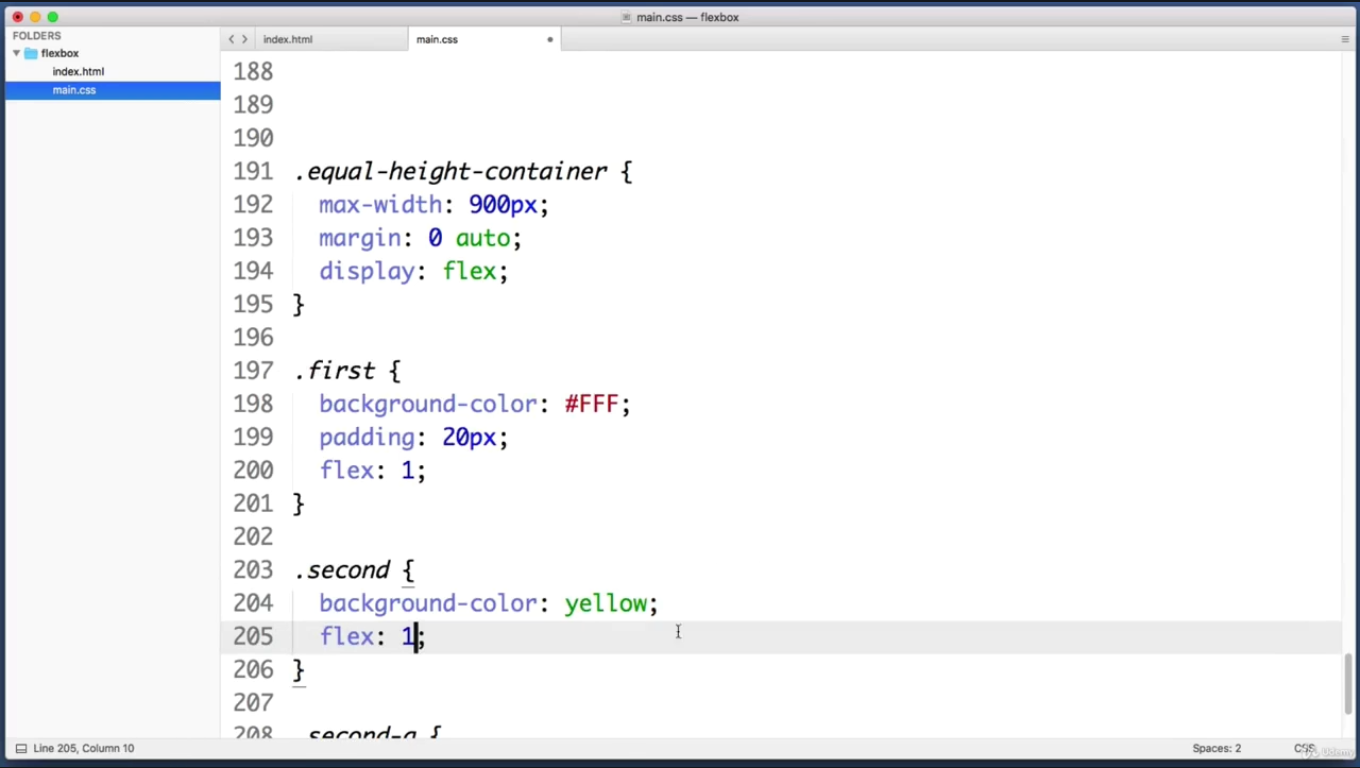 main.css — flexbox
FOLDERS
flexbox
index.html
main.css
index.html
main.css
188
189
190
191 .equal-height-container {
192 max-width: 900px;
193 margin: 0 auto;
194 display: flex;
195 }
196
197 .first {
198 background-color: #FFF;
199 padding: 20px;
200 flex: 1;
201 }
202
203 .second {
204 background-color: yellow;
205 flex: 1;
206 }
207
208 .second-a {
Line 205, Column 10
Spaces: 2
CSS
Udemy